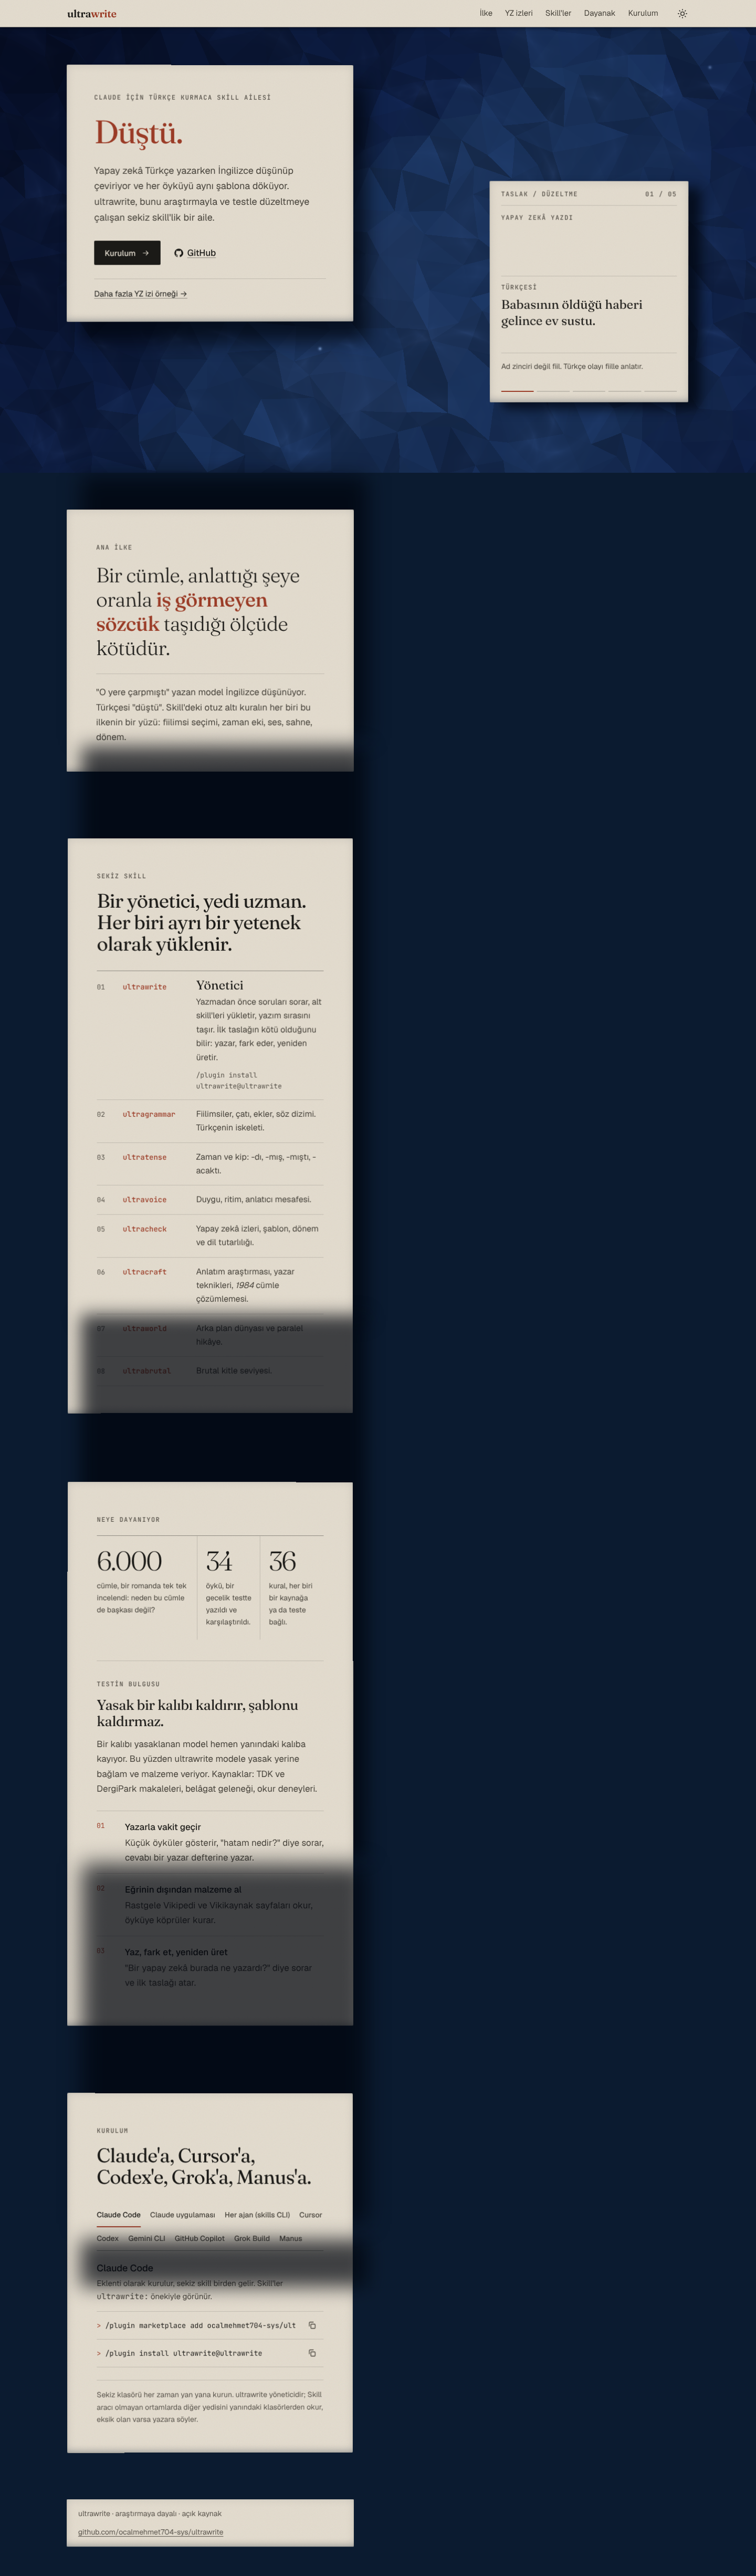 ultrawrite
İlke YZ izleri Skill'ler Dayanak Kurulum
CLAUDE İÇİN TÜRKÇE KURMACA SKİLL AİLESİ
Düştü.
Yapay zekâ Türkçe yazarken İngilizce düşünüp
çeviriyor ve her öyküyü aynı şablona döküyor.
ultrawrite, bunu araştırmayla ve testle düzeltmeye
çalışan sekiz skill'lik bir aile.
Kurulum →
GitHub
Daha fazla YZ izi örneği →
TASLAK / DÜZELTME 01 / 05
YAPAY ZEKÂ YAZDI
TÜRKÇESİ
Babasının öldüğü haberi
gelince ev sustu.
Ad zinciri değil fiil. Türkçe olayı fiille anlatır.
ANA İLKE
Bir cümle, anlattığı şeye
oranla iş görmeyen
sözcük taşıdığı ölçüde
kötüdür.
"O yere çarpmıştı" yazan model İngilizce düşünüyor.
Türkçesi "düştü". Skill'deki otuz altı kuralın her biri bu
ilkenin bir yüzü: fiilimsi seçimi, zaman eki, ses, sahne,
dönem.
SEKİZ SKILL
Bir yönetici, yedi uzman.
Her biri ayrı bir yetenek
olarak yüklenir.
01 ultrawrite Yönetici
Yazmadan önce soruları sorar, alt
skill'leri yükletir, yazım sırasını
taşır. İlk taslağın kötü olduğunu
bilir: yazar, fark eder, yeniden
üretir.
/plugin install
ultrawrite@ultrawrite
02 ultragrammar Fiilimsiler, çatı, ekler, söz dizimi.
Türkçenin iskeleti.
03 ultratense Zaman ve kip: -dı, -mış, -mıştı, -
acaktı.
04 ultravoice Duygu, ritim, anlatıcı mesafesi.
05 ultracheck Yapay zekâ izleri, şablon, dönem
ve dil tutarlılığı.
06 ultracraft Anlatım araştırması, yazar
teknikleri, 1984 cümle
çözümlemesi.
07 ultraworld Arka plan dünyası ve paralel
hikâye.
08 ultrabrutal Brutal kitle seviyesi.
NEYE DAYANIYOR
6.000 34 36
cümle, bir romanda tek tek
incelendi: neden bu cümle
de başkası değil?
öykü, bir
gecelik testte
yazıldı ve
karşılaştırıldı.
kural, her biri
bir kaynağa
ya da teste
bağlı.
TESTİN BULGUSU
Yasak bir kalıbı kaldırır, şablonu
kaldırmaz.
Bir kalıbı yasaklanan model hemen yanındaki kalıba
kayıyor. Bu yüzden ultrawrite modele yasak yerine
bağlam ve malzeme veriyor. Kaynaklar: TDK ve
DergiPark makaleleri, belâgat geleneği, okur deneyleri.
01 Yazarla vakit geçir
Küçük öyküler gösterir, "hatam nedir?" diye sorar,
cevabı bir yazar defterine yazar.
02 Eğrinin dışından malzeme al
Rastgele Vikipedi ve Vikikaynak sayfaları okur,
öyküye köprüler kurar.
03 Yaz, fark et, yeniden üret
"Bir yapay zekâ burada ne yazardı?" diye sorar
ve ilk taslağı atar.
KURULUM
Claude'a, Cursor'a,
Codex'e, Grok'a, Manus'a.
Claude Code Claude uygulaması Her ajan (skills CLI) Cursor
Codex Gemini CLI GitHub Copilot Grok Build Manus
Claude Code
Eklenti olarak kurulur, sekiz skill birden gelir. Skill'ler
ultrawrite: önekiyle görünür.
> /plugin marketplace add ocalmehmet704-sys/ult
> /plugin install ultrawrite@ultrawrite
Sekiz klasörü her zaman yan yana kurun. ultrawrite yöneticidir; Skill
aracı olmayan ortamlarda diğer yedisini yanındaki klasörlerden okur,
eksik olan varsa yazara söyler.
ultrawrite · araştırmaya dayalı · açık kaynak
github.com/ocalmehmet704-sys/ultrawrite